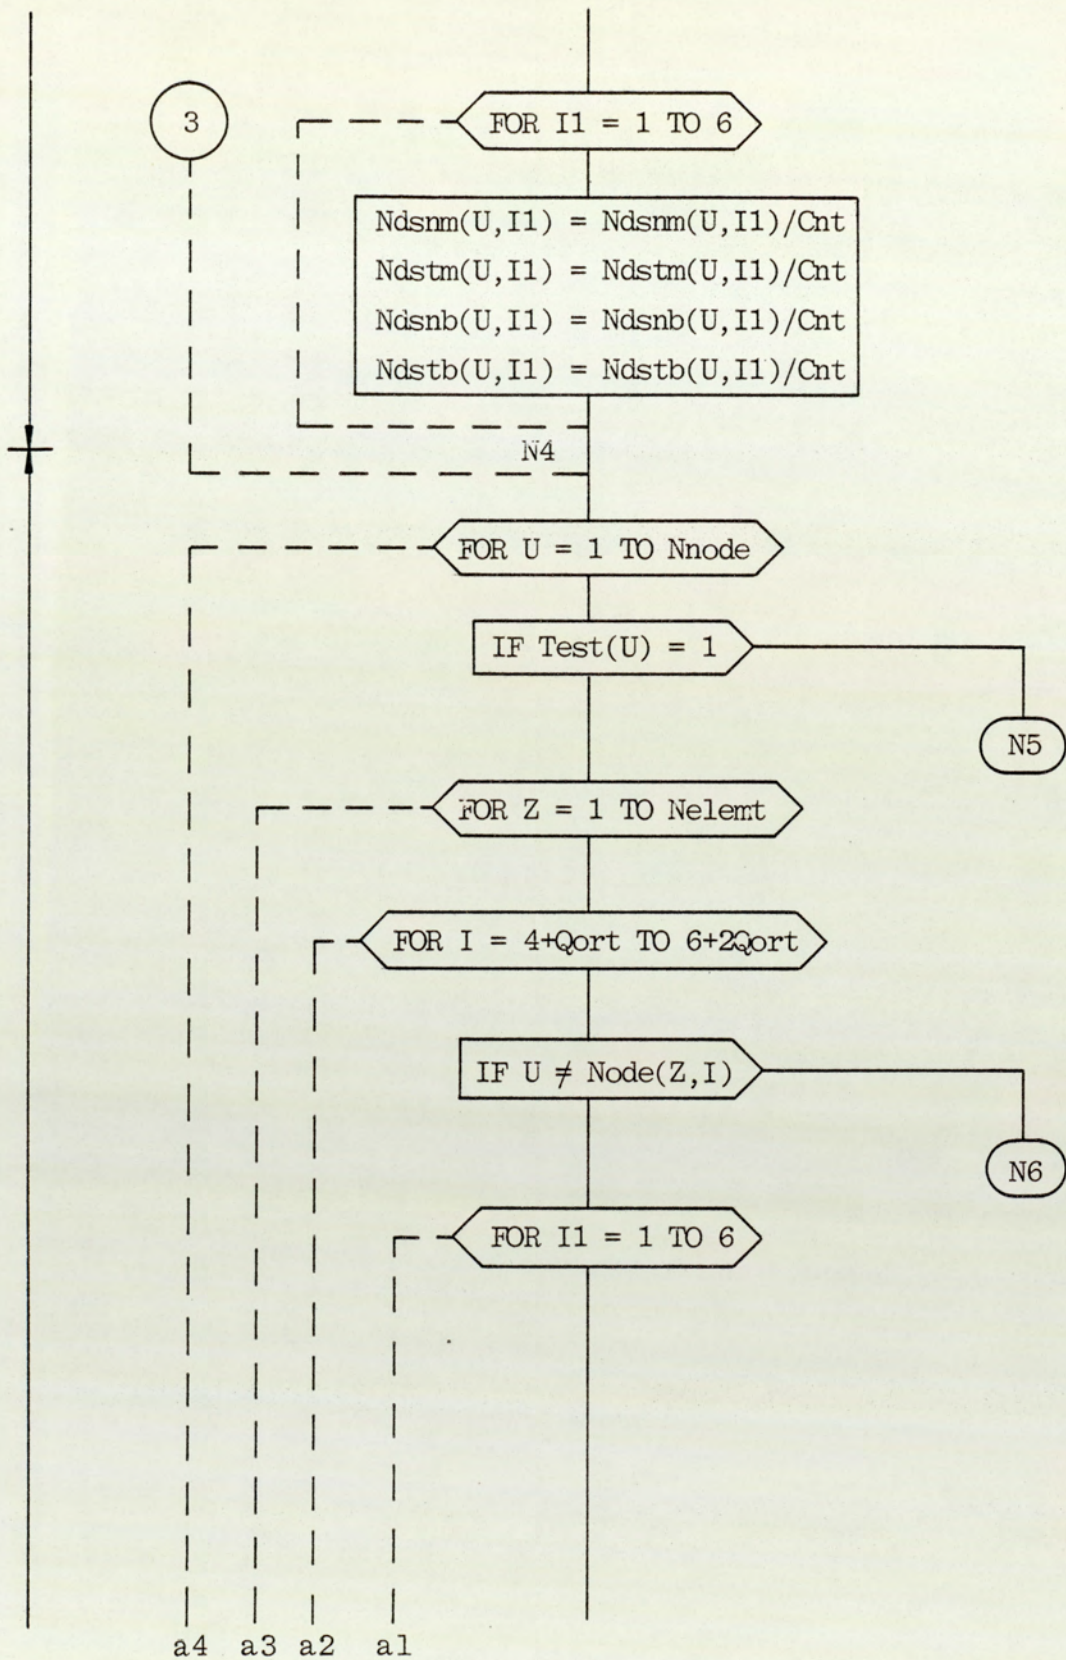 3
FOR I1 = 1 TO 6
Ndsnm(U,I1) = Ndsnm(U,I1)/Cnt
Ndstm(U,I1) = Ndstm(U,I1)/Cnt
Ndsnb(U,I1) = Ndsnb(U,I1)/Cnt
Ndstb(U,I1) = Ndstb(U,I1)/Cnt
N4
FOR U = 1 TO Nnode
IF Test(U) = 1
N5
FOR Z = 1 TO Nelemt
FOR I = 4+Qort TO 6+2Qort
IF U ≠ Node(Z,I)
N6
FOR I1 = 1 TO 6
a4 a3 a2 a1